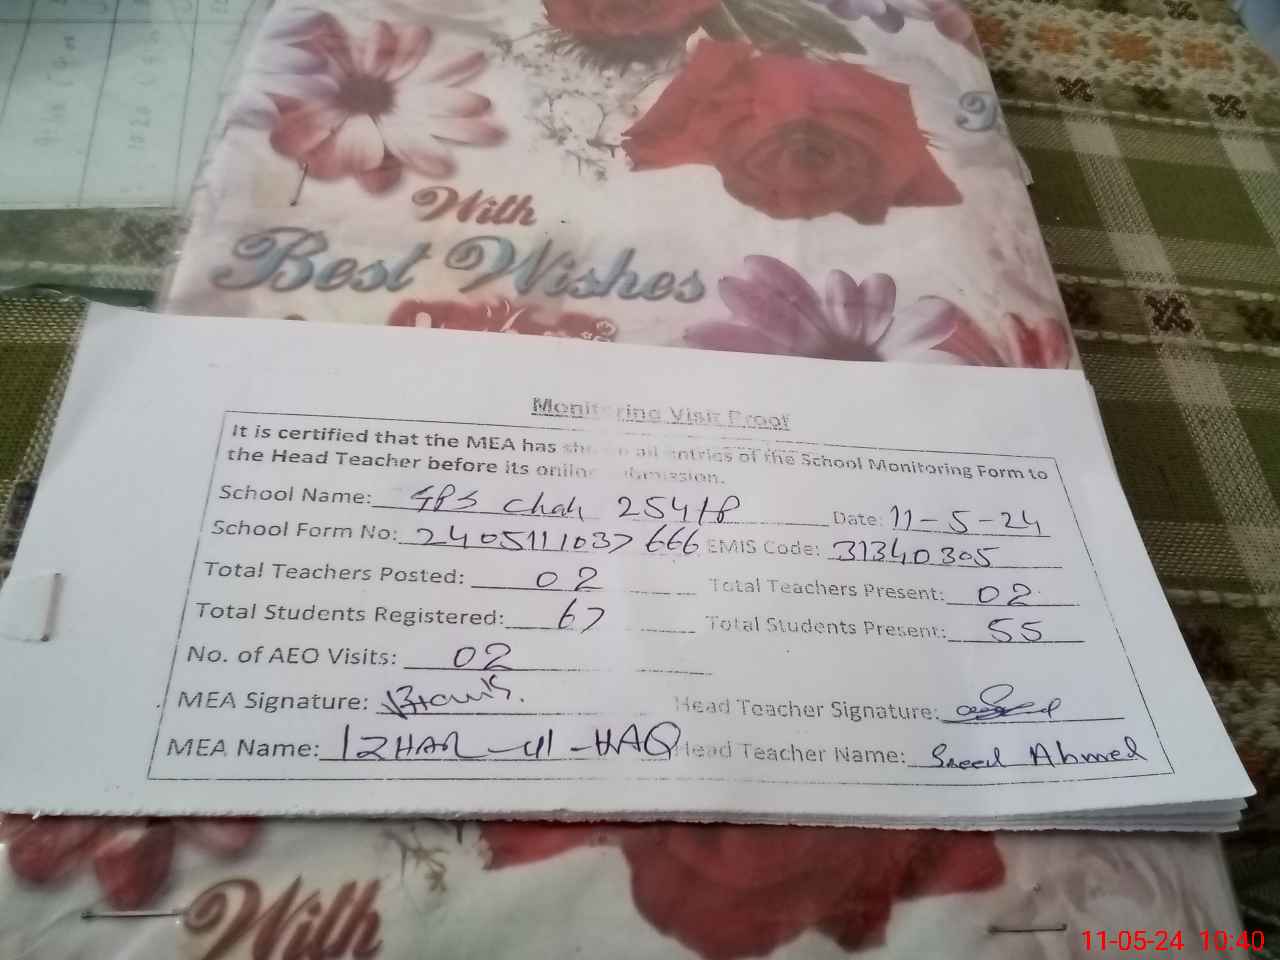 With
Best Wishes
Monitoring Visit Proof
It is certified that the MEA has shown all entries of the School Monitoring Form to
the Head Teacher before its online submission.
School Name: GPS Chah 254/P Date: 11-5-24
School Form No: 2405111037666 EMIS Code: 31340305
Total Teachers Posted: 02 Total Teachers Present: 02
Total Students Registered: 67 Total Students Present: 55
No. of AEO Visits: 02
MEA Signature: Head Teacher Signature:
MEA Name: IZHAR-ul-HAQ Head Teacher Name: Saeed Ahmed
With
11-05-24 10:40